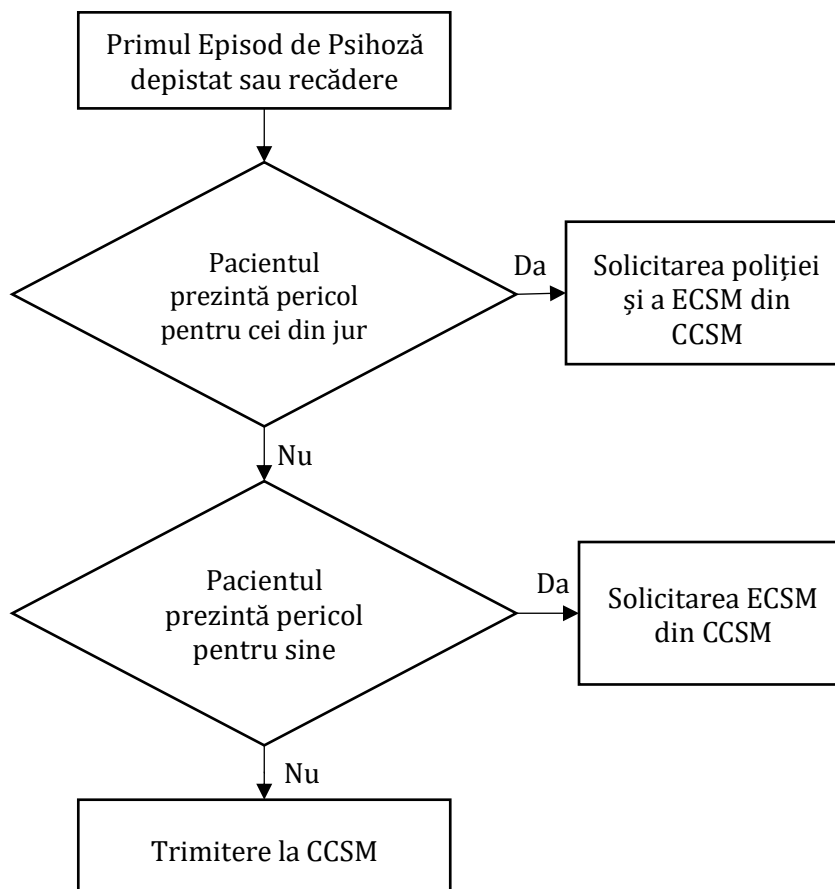 Primul Episod de Psihoză
depistat sau recădere
Pacientul
prezintă pericol
pentru cei din jur
Da
Solicitarea poliției
și a ECSM din
CCSM
Nu
Pacientul
prezintă pericol
pentru sine
Da
Solicitarea ECSM
din CCSM
Nu
Trimitere la CCSM